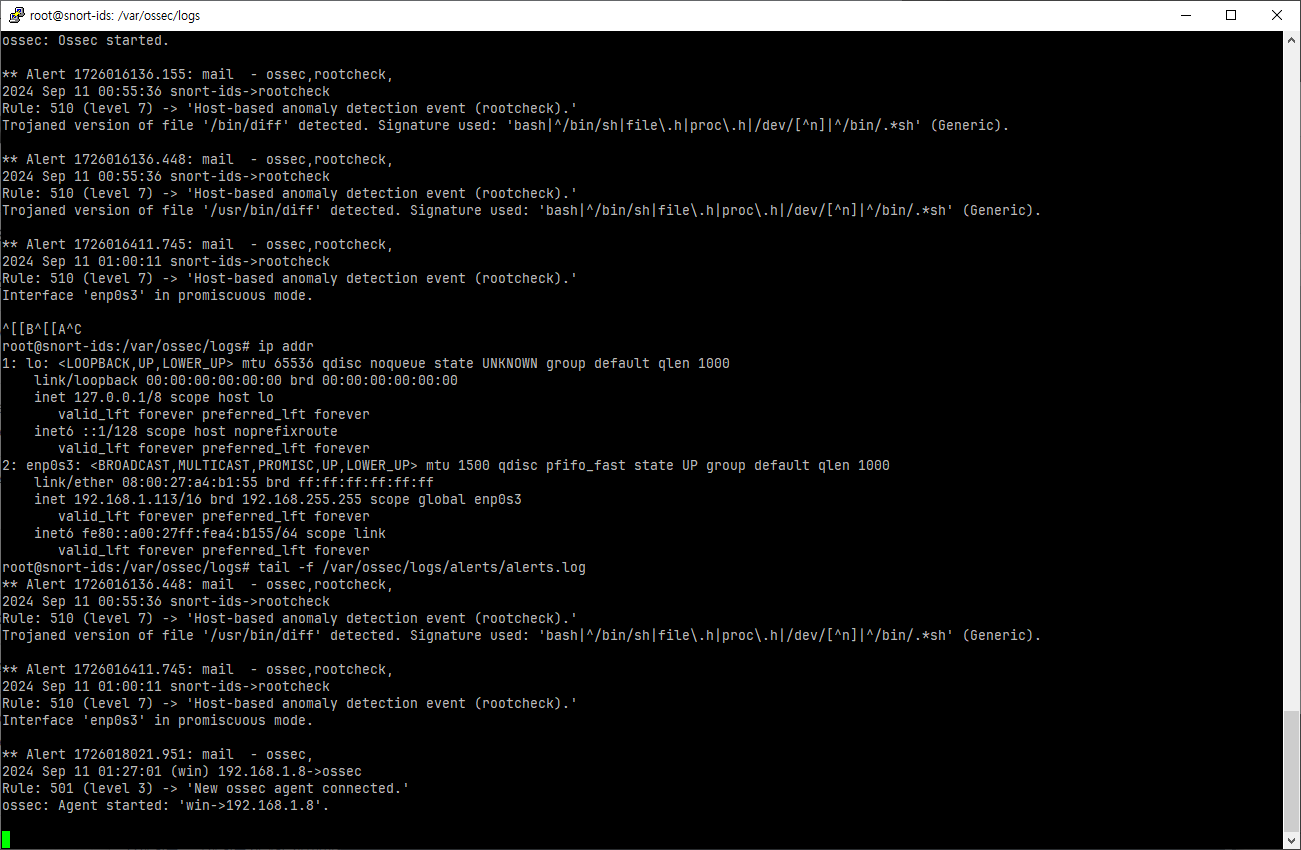 root@snort-ids: /var/ossec/logs
ossec: Ossec started.
** Alert 1726016136.155: mail  - ossec,rootcheck,
2024 Sep 11 00:55:36 snort-ids->rootcheck
Rule: 510 (level 7) -> 'Host-based anomaly detection event (rootcheck).'
Trojaned version of file '/bin/diff' detected. Signature used: 'bash|^/bin/sh|file\.h|proc\.h|/dev/[^n]|^/bin/.*sh' (Generic).
** Alert 1726016136.448: mail  - ossec,rootcheck,
2024 Sep 11 00:55:36 snort-ids->rootcheck
Rule: 510 (level 7) -> 'Host-based anomaly detection event (rootcheck).'
Trojaned version of file '/usr/bin/diff' detected. Signature used: 'bash|^/bin/sh|file\.h|proc\.h|/dev/[^n]|^/bin/.*sh' (Generic).
** Alert 1726016411.745: mail  - ossec,rootcheck,
2024 Sep 11 01:00:11 snort-ids->rootcheck
Rule: 510 (level 7) -> 'Host-based anomaly detection event (rootcheck).'
Interface 'enp0s3' in promiscuous mode.
^[[B^[[A^C
root@snort-ids:/var/ossec/logs# ip addr
1: lo: <LOOPBACK,UP,LOWER_UP> mtu 65536 qdisc noqueue state UNKNOWN group default qlen 1000
    link/loopback 00:00:00:00:00:00 brd 00:00:00:00:00:00
    inet 127.0.0.1/8 scope host lo
       valid_lft forever preferred_lft forever
    inet6 ::1/128 scope host noprefixroute
       valid_lft forever preferred_lft forever
2: enp0s3: <BROADCAST,MULTICAST,PROMISC,UP,LOWER_UP> mtu 1500 qdisc pfifo_fast state UP group default qlen 1000
    link/ether 08:00:27:a4:b1:55 brd ff:ff:ff:ff:ff:ff
    inet 192.168.1.113/16 brd 192.168.255.255 scope global enp0s3
       valid_lft forever preferred_lft forever
    inet6 fe80::a00:27ff:fea4:b155/64 scope link
       valid_lft forever preferred_lft forever
root@snort-ids:/var/ossec/logs# tail -f /var/ossec/logs/alerts/alerts.log
** Alert 1726016136.448: mail  - ossec,rootcheck,
2024 Sep 11 00:55:36 snort-ids->rootcheck
Rule: 510 (level 7) -> 'Host-based anomaly detection event (rootcheck).'
Trojaned version of file '/usr/bin/diff' detected. Signature used: 'bash|^/bin/sh|file\.h|proc\.h|/dev/[^n]|^/bin/.*sh' (Generic).
** Alert 1726016411.745: mail  - ossec,rootcheck,
2024 Sep 11 01:00:11 snort-ids->rootcheck
Rule: 510 (level 7) -> 'Host-based anomaly detection event (rootcheck).'
Interface 'enp0s3' in promiscuous mode.
** Alert 1726018021.951: mail  - ossec,
2024 Sep 11 01:27:01 (win) 192.168.1.8->ossec
Rule: 501 (level 3) -> 'New ossec agent connected.'
ossec: Agent started: 'win->192.168.1.8'.